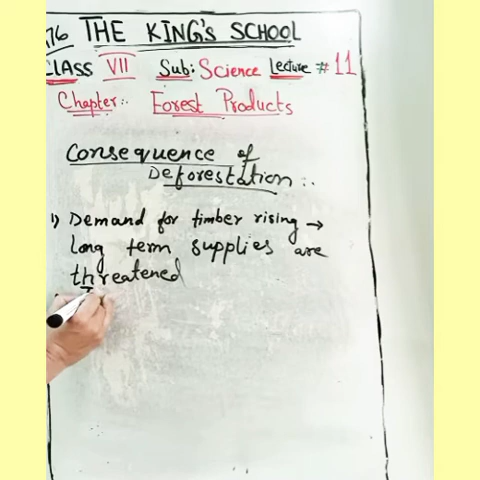 76 THE KING'S SCHOOL
CLASS VII Sub: Science Lecture # 11
Chapter:. Forest Products
Consequence of
Deforestation:.
1) Demand for timber rising →
long term supplies are
threatened